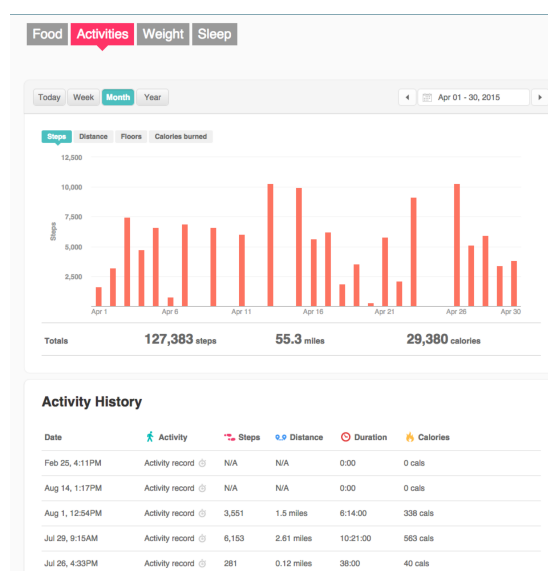 Food Activities Weight Sleep
Today Week Month Year Apr 01 - 30, 2015
Steps Distance Floors Calories burned
12,500
10,000
7,500
5,000
2,500
Steps
Apr 1 Apr 6 Apr 11 Apr 16 Apr 21 Apr 26 Apr 30
Totals 127,383 steps 55.3 miles 29,380 calories
Activity History
Date Activity Steps Distance Duration Calories
Feb 25, 4:11PM Activity record N/A N/A 0:00 0 cals
Aug 14, 1:17PM Activity record N/A N/A 0:00 0 cals
Aug 1, 12:54PM Activity record 3,551 1.5 miles 6:14:00 338 cals
Jul 29, 9:15AM Activity record 6,153 2.61 miles 10:21:00 563 cals
Jul 26, 4:33PM Activity record 281 0.12 miles 38:00 40 cals